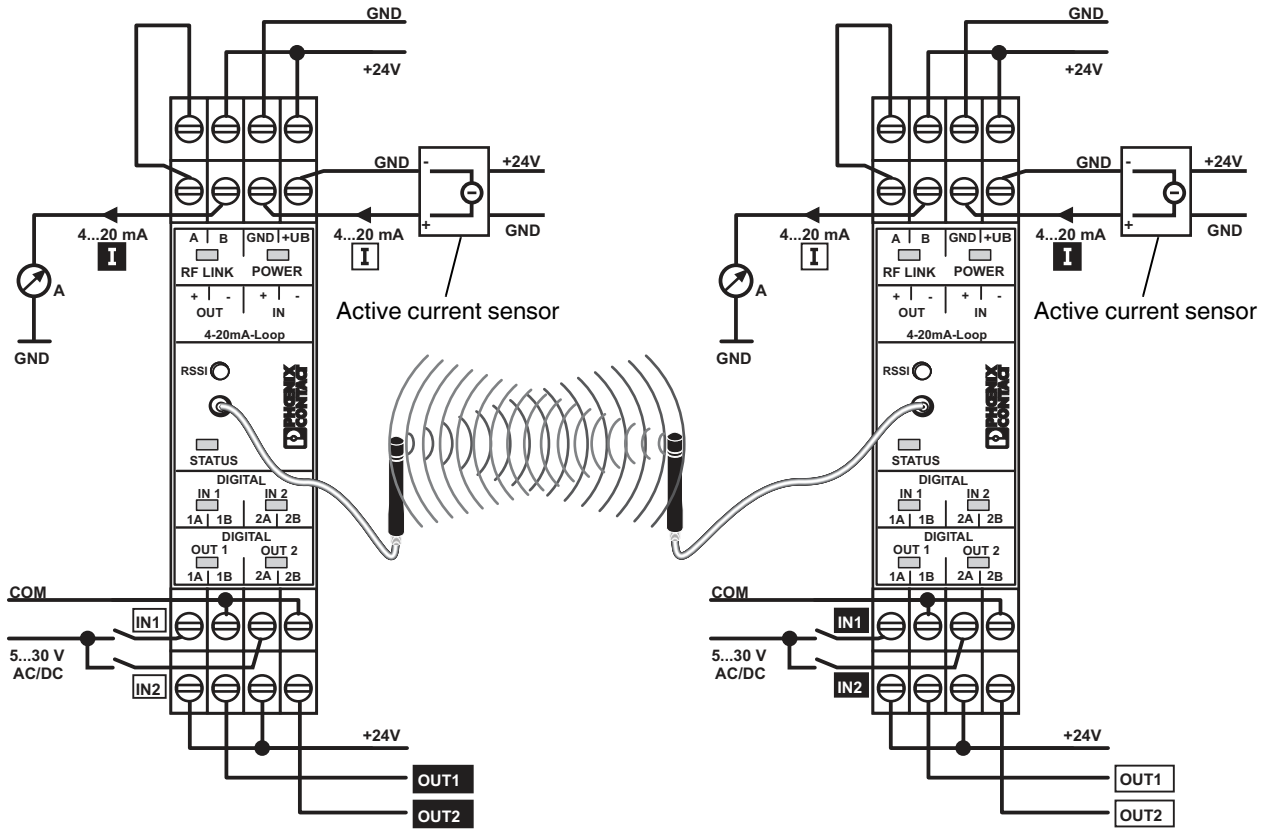 GND
+24V
GND
+24V
4...20 mA
I
4...20 mA
I
GND
A
GND
Active current sensor
A B GND +UB
RF LINK POWER
+ - + -
OUT IN
4-20mA-Loop
RSSI
PHOENIX
CONTACT
STATUS
DIGITAL
IN 1 IN 2
1A 1B 2A 2B
DIGITAL
OUT 1 OUT 2
1A 1B 2A 2B
COM
IN1
5...30 V
AC/DC
IN2
+24V
OUT1
OUT2
GND
+24V
GND
- +24V
4...20 mA
I
4...20 mA
I
+ GND
A
GND
Active current sensor
A B GND +UB
RF LINK POWER
+ - + -
OUT IN
4-20mA-Loop
RSSI
PHOENIX
CONTACT
STATUS
DIGITAL
IN 1 IN 2
1A 1B 2A 2B
DIGITAL
OUT 1 OUT 2
1A 1B 2A 2B
COM
IN1
5...30 V
AC/DC
IN2
+24V
OUT1
OUT2